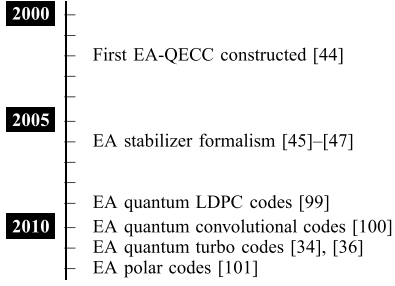 2000
First EA-QECC constructed [44]
2005
EA stabilizer formalism [45]–[47]
EA quantum LDPC codes [99]
2010
EA quantum convolutional codes [100]
EA quantum turbo codes [34], [36]
EA polar codes [101]